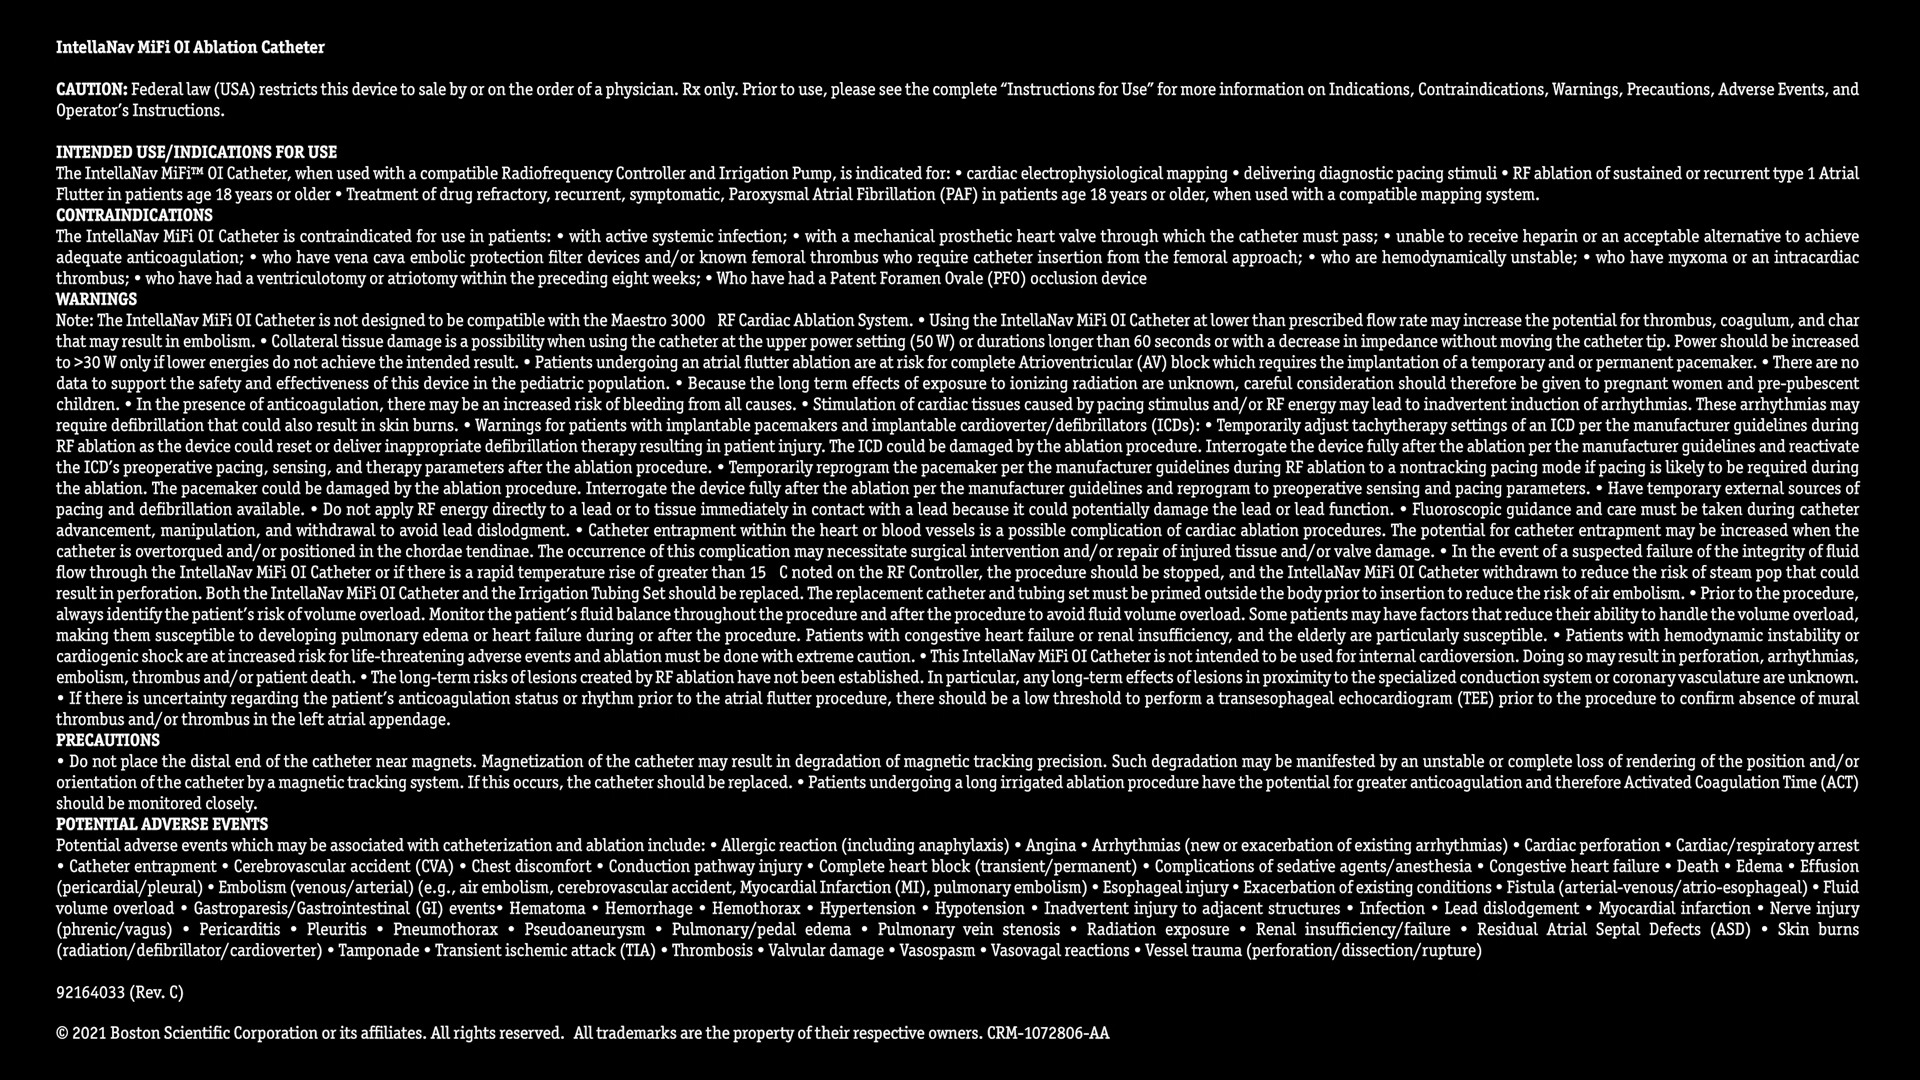 IntellaNav MiFi OI Ablation Catheter
CAUTION: Federal law (USA) restricts this device to sale by or on the order of a physician. Rx only. Prior to use, please see the complete “Instructions for Use” for more information on Indications, Contraindications, Warnings, Precautions, Adverse Events, and
Operator’s Instructions.
INTENDED USE/INDICATIONS FOR USE
The IntellaNav MiFi™ OI Catheter, when used with a compatible Radiofrequency Controller and Irrigation Pump, is indicated for: • cardiac electrophysiological mapping • delivering diagnostic pacing stimuli • RF ablation of sustained or recurrent type 1 Atrial
Flutter in patients age 18 years or older • Treatment of drug refractory, recurrent, symptomatic, Paroxysmal Atrial Fibrillation (PAF) in patients age 18 years or older, when used with a compatible mapping system.
CONTRAINDICATIONS
The IntellaNav MiFi OI Catheter is contraindicated for use in patients: • with active systemic infection; • with a mechanical prosthetic heart valve through which the catheter must pass; • unable to receive heparin or an acceptable alternative to achieve
adequate anticoagulation; • who have vena cava embolic protection filter devices and/or known femoral thrombus who require catheter insertion from the femoral approach; • who are hemodynamically unstable; • who have myxoma or an intracardiac
thrombus; • who have had a ventriculotomy or atriotomy within the preceding eight weeks; • Who have had a Patent Foramen Ovale (PFO) occlusion device
WARNINGS
Note: The IntellaNav MiFi OI Catheter is not designed to be compatible with the Maestro 3000 RF Cardiac Ablation System. • Using the IntellaNav MiFi OI Catheter at lower than prescribed flow rate may increase the potential for thrombus, coagulum, and char
that may result in embolism. • Collateral tissue damage is a possibility when using the catheter at the upper power setting (50 W) or durations longer than 60 seconds or with a decrease in impedance without moving the catheter tip. Power should be increased
to >30 W only if lower energies do not achieve the intended result. • Patients undergoing an atrial flutter ablation are at risk for complete Atrioventricular (AV) block which requires the implantation of a temporary and or permanent pacemaker. • There are no
data to support the safety and effectiveness of this device in the pediatric population. • Because the long term effects of exposure to ionizing radiation are unknown, careful consideration should therefore be given to pregnant women and pre-pubescent
children. • In the presence of anticoagulation, there may be an increased risk of bleeding from all causes. • Stimulation of cardiac tissues caused by pacing stimulus and/or RF energy may lead to inadvertent induction of arrhythmias. These arrhythmias may
require defibrillation that could also result in skin burns. • Warnings for patients with implantable pacemakers and implantable cardioverter/defibrillators (ICDs): • Temporarily adjust tachytherapy settings of an ICD per the manufacturer guidelines during
RF ablation as the device could reset or deliver inappropriate defibrillation therapy resulting in patient injury. The ICD could be damaged by the ablation procedure. Interrogate the device fully after the ablation per the manufacturer guidelines and reactivate
the ICD’s preoperative pacing, sensing, and therapy parameters after the ablation procedure. • Temporarily reprogram the pacemaker per the manufacturer guidelines during RF ablation to a nontracking pacing mode if pacing is likely to be required during
the ablation. The pacemaker could be damaged by the ablation procedure. Interrogate the device fully after the ablation per the manufacturer guidelines and reprogram to preoperative sensing and pacing parameters. • Have temporary external sources of
pacing and defibrillation available. • Do not apply RF energy directly to a lead or to tissue immediately in contact with a lead because it could potentially damage the lead or lead function. • Fluoroscopic guidance and care must be taken during catheter
advancement, manipulation, and withdrawal to avoid lead dislodgment. • Catheter entrapment within the heart or blood vessels is a possible complication of cardiac ablation procedures. The potential for catheter entrapment may be increased when the
catheter is overtorqued and/or positioned in the chordae tendinae. The occurrence of this complication may necessitate surgical intervention and/or repair of injured tissue and/or valve damage. • In the event of a suspected failure of the integrity of fluid
flow through the IntellaNav MiFi OI Catheter or if there is a rapid temperature rise of greater than 15 C noted on the RF Controller, the procedure should be stopped, and the IntellaNav MiFi OI Catheter withdrawn to reduce the risk of steam pop that could
result in perforation. Both the IntellaNav MiFi OI Catheter and the Irrigation Tubing Set should be replaced. The replacement catheter and tubing set must be primed outside the body prior to insertion to reduce the risk of air embolism. • Prior to the procedure,
always identify the patient’s risk of volume overload. Monitor the patient’s fluid balance throughout the procedure and after the procedure to avoid fluid volume overload. Some patients may have factors that reduce their ability to handle the volume overload,
making them susceptible to developing pulmonary edema or heart failure during or after the procedure. Patients with congestive heart failure or renal insufficiency, and the elderly are particularly susceptible. • Patients with hemodynamic instability or
cardiogenic shock are at increased risk for life-threatening adverse events and ablation must be done with extreme caution. • This IntellaNav MiFi OI Catheter is not intended to be used for internal cardioversion. Doing so may result in perforation, arrhythmias,
embolism, thrombus and/or patient death. • The long-term risks of lesions created by RF ablation have not been established. In particular, any long-term effects of lesions in proximity to the specialized conduction system or coronary vasculature are unknown.
• If there is uncertainty regarding the patient’s anticoagulation status or rhythm prior to the atrial flutter procedure, there should be a low threshold to perform a transesophageal echocardiogram (TEE) prior to the procedure to confirm absence of mural
thrombus and/or thrombus in the left atrial appendage.
PRECAUTIONS
• Do not place the distal end of the catheter near magnets. Magnetization of the catheter may result in degradation of magnetic tracking precision. Such degradation may be manifested by an unstable or complete loss of rendering of the position and/or
orientation of the catheter by a magnetic tracking system. If this occurs, the catheter should be replaced. • Patients undergoing a long irrigated ablation procedure have the potential for greater anticoagulation and therefore Activated Coagulation Time (ACT)
should be monitored closely.
POTENTIAL ADVERSE EVENTS
Potential adverse events which may be associated with catheterization and ablation include: • Allergic reaction (including anaphylaxis) • Angina • Arrhythmias (new or exacerbation of existing arrhythmias) • Cardiac perforation • Cardiac/respiratory arrest
• Catheter entrapment • Cerebrovascular accident (CVA) • Chest discomfort • Conduction pathway injury • Complete heart block (transient/permanent) • Complications of sedative agents/anesthesia • Congestive heart failure • Death • Edema • Effusion
(pericardial/pleural) • Embolism (venous/arterial) (e.g., air embolism, cerebrovascular accident, Myocardial Infarction (MI), pulmonary embolism) • Esophageal injury • Exacerbation of existing conditions • Fistula (arterial-venous/atrio-esophageal) • Fluid
volume overload • Gastroparesis/Gastrointestinal (GI) events• Hematoma • Hemorrhage • Hemothorax • Hypertension • Hypotension • Inadvertent injury to adjacent structures • Infection • Lead dislodgement • Myocardial infarction • Nerve injury
(phrenic/vagus) • Pericarditis • Pleuritis • Pneumothorax • Pseudoaneurysm • Pulmonary/pedal edema • Pulmonary vein stenosis • Radiation exposure • Renal insufficiency/failure • Residual Atrial Septal Defects (ASD) • Skin burns
(radiation/defibrillator/cardioverter) • Tamponade • Transient ischemic attack (TIA) • Thrombosis • Valvular damage • Vasospasm • Vasovagal reactions • Vessel trauma (perforation/dissection/rupture)
92164033 (Rev. C)
© 2021 Boston Scientific Corporation or its affiliates. All rights reserved. All trademarks are the property of their respective owners. CRM-1072806-AA